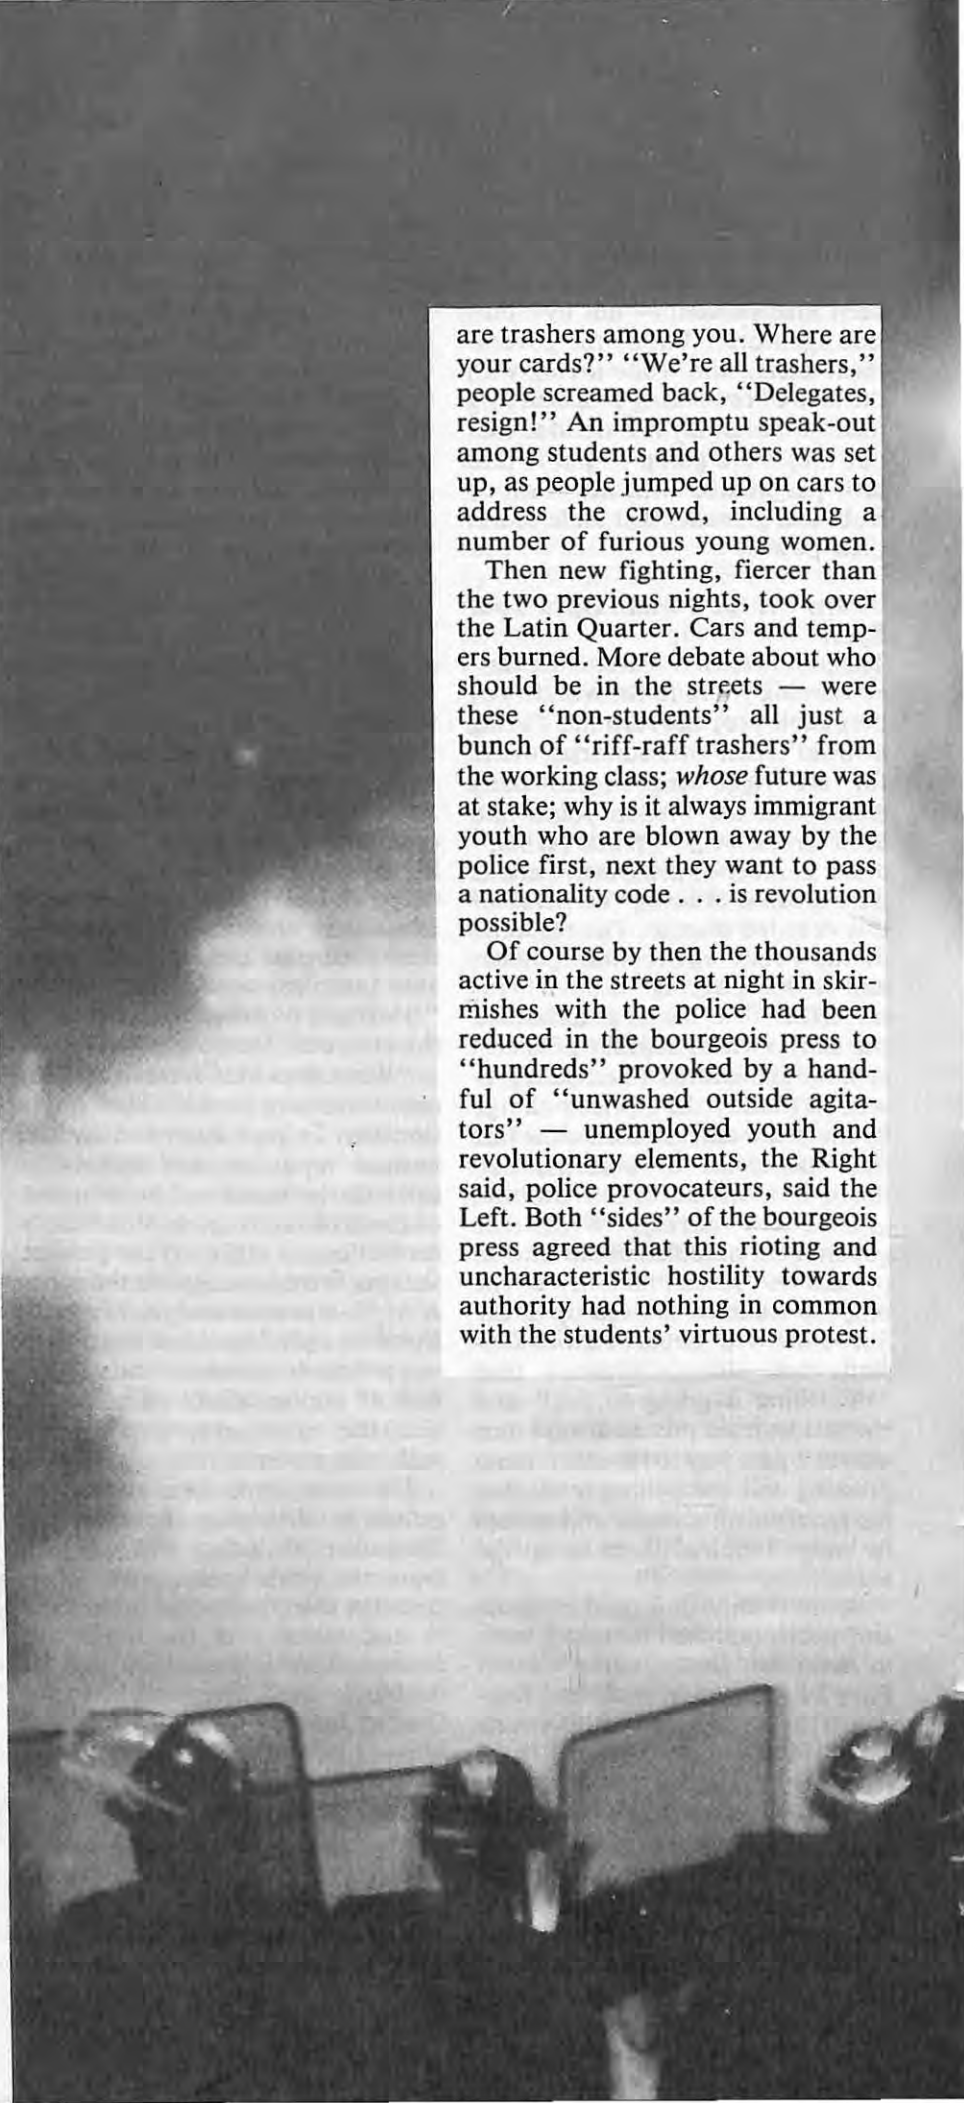 are trashers among you. Where are
your cards?” “We’re all trashers,”
people screamed back, “Delegates,
resign!” An impromptu speak-out
among students and others was set
up, as people jumped up on cars to
address the crowd, including a
number of furious young women.
Then new fighting, fiercer than
the two previous nights, took over
the Latin Quarter. Cars and temp-
ers burned. More debate about who
should be in the streets — were
these “non-students” all just a
bunch of “riff-raff trashers” from
the working class; whose future was
at stake; why is it always immigrant
youth who are blown away by the
police first, next they want to pass
a nationality code . . . is revolution
possible?
Of course by then the thousands
active in the streets at night in skir-
mishes with the police had been
reduced in the bourgeois press to
“hundreds” provoked by a hand-
ful of “unwashed outside agita-
tors” — unemployed youth and
revolutionary elements, the Right
said, police provocateurs, said the
Left. Both “sides” of the bourgeois
press agreed that this rioting and
uncharacteristic hostility towards
authority had nothing in common
with the students’ virtuous protest.